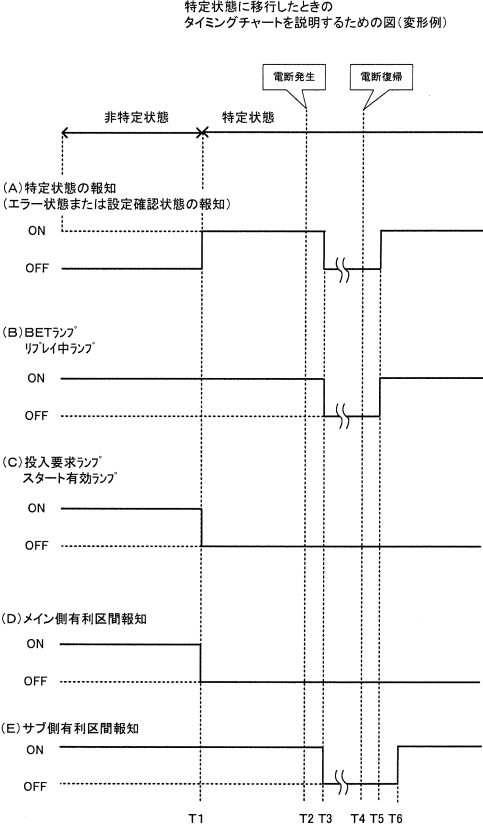 特定状態に移行したときの
タイミングチャートを説明するための図(変形例)
電断発生
電断復帰
非特定状態
特定状態
(A)特定状態の報知
(エラー状態または設定確認状態の報知)
ON
OFF
(B)BETランプ
リプレイ中ランプ
ON
OFF
(C)投入要求ランプ
スタート有効ランプ
ON
OFF
(D)メイン側有利区間報知
ON
OFF
(E)サブ側有利区間報知
ON
OFF
T1 T2 T3 T4 T5 T6